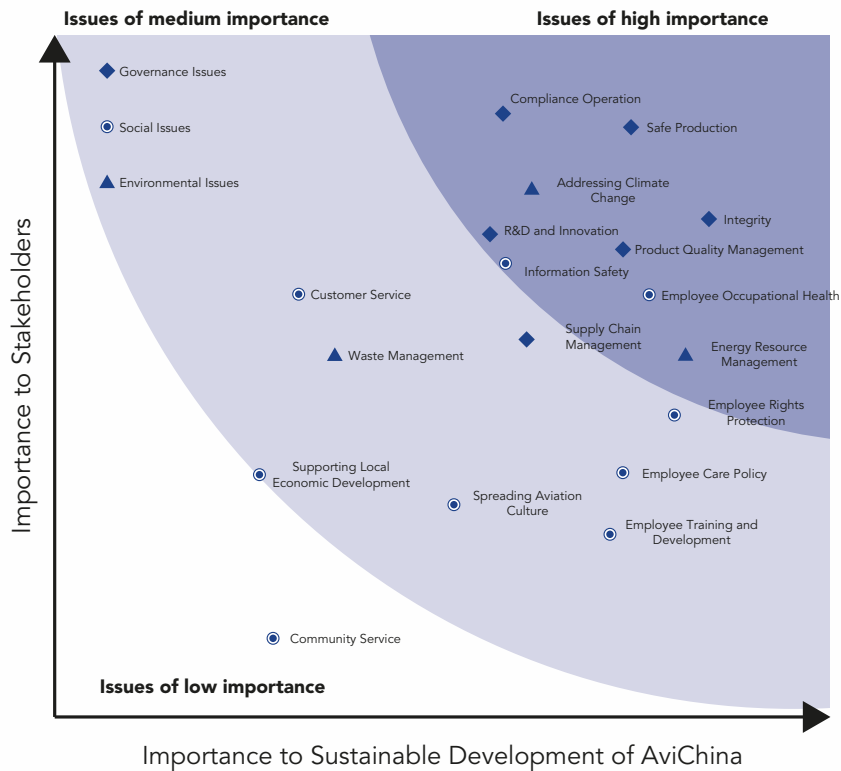 Issues of medium importance
Issues of high importance
Governance Issues
Compliance Operation
Social Issues
Safe Production
Environmental Issues
Addressing Climate
Change
Integrity
R&D and Innovation
Product Quality Management
Information Safety
Customer Service
Employee Occupational Health
Supply Chain
Management
Waste Management
Energy Resource
Management
Employee Rights
Protection
Supporting Local
Economic Development
Employee Care Policy
Spreading Aviation
Culture
Employee Training and
Development
Community Service
Issues of low importance
Importance to Stakeholders
Importance to Sustainable Development of AviChina